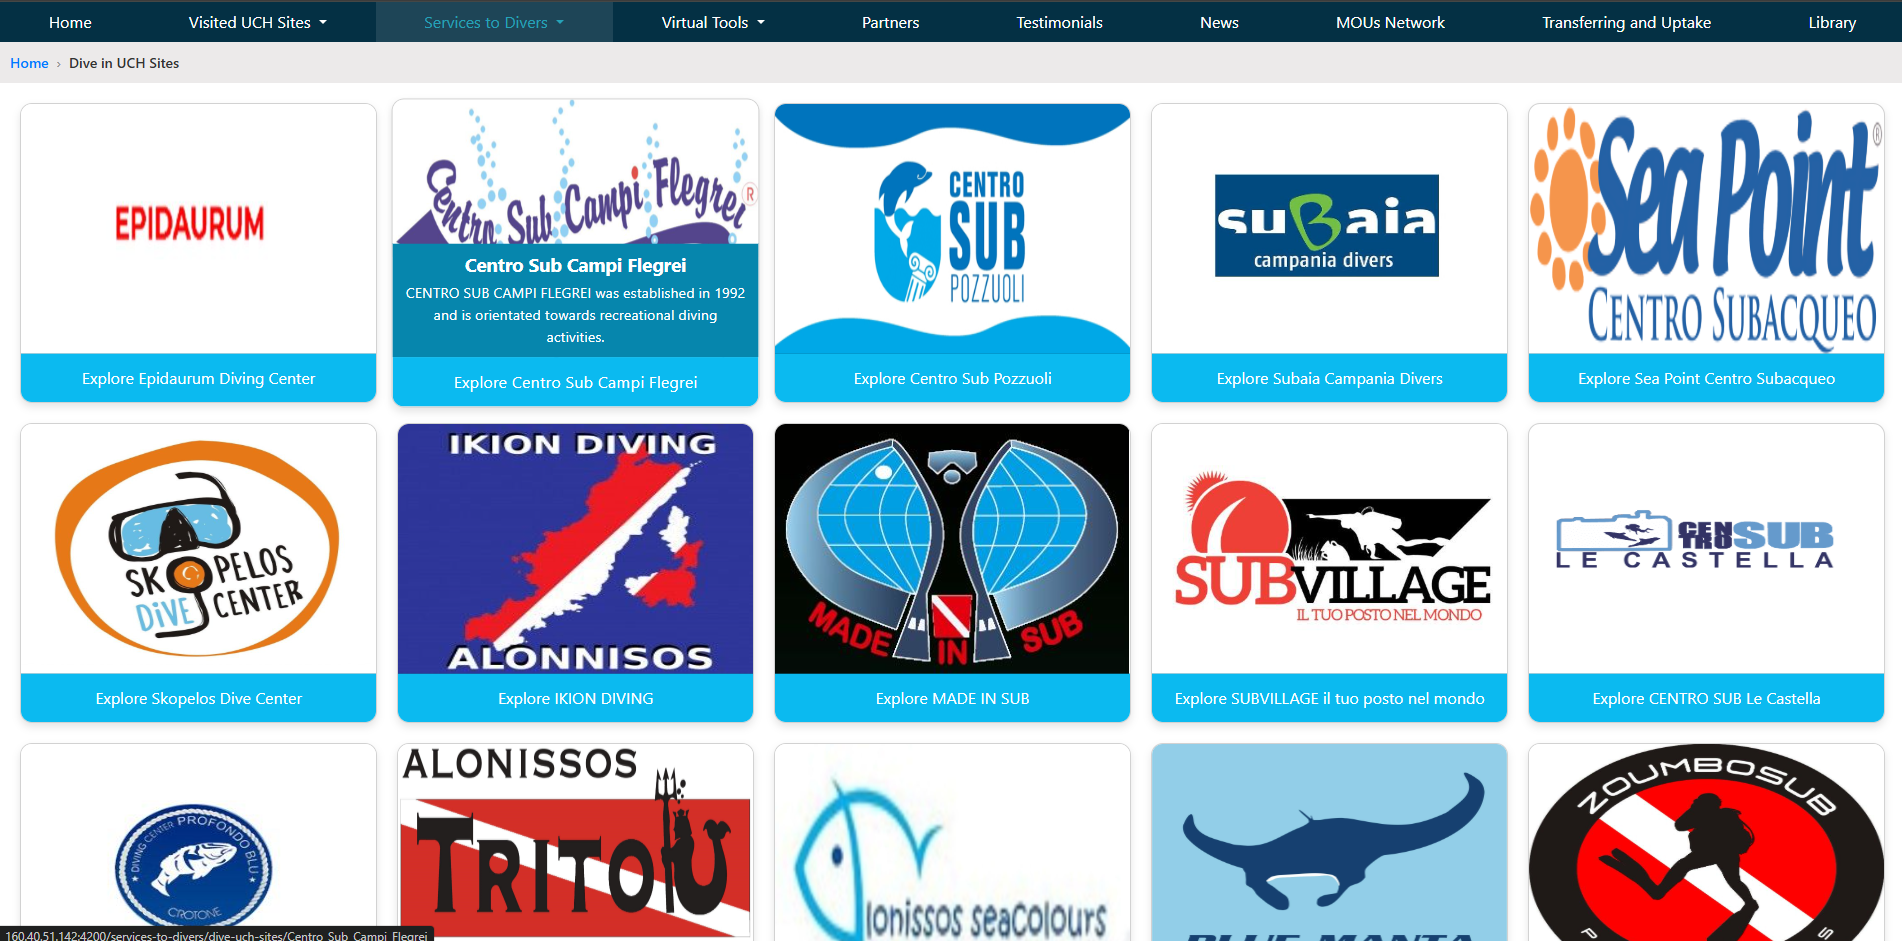 Home Visited UCH Sites Services to Divers Virtual Tools Partners Testimonials News MOUs Network Transferring and Uptake Library
Home › Dive in UCH Sites
EPIDAURUM
Explore Epidaurum Diving Center
Centro Sub Campi Flegrei ®
Centro Sub Campi Flegrei
CENTRO SUB CAMPI FLEGREI was established in 1992
and is orientated towards recreational diving
activities.
Explore Centro Sub Campi Flegrei
CENTRO
SUB
POZZUOLI
Explore Centro Sub Pozzuoli
suBaia
campania divers
Explore Subaia Campania Divers
Sea Point ®
CENTRO SUBACQUEO
Explore Sea Point Centro Subacqueo
SKOPELOS
DiVE CENTER
Explore Skopelos Dive Center
IKION DIVING
ALONNISOS
Explore IKION DIVING
MADE IN SUB
Explore MADE IN SUB
SUBVILLAGE
IL TUO POSTO NEL MONDO
Explore SUBVILLAGE il tuo posto nel mondo
CENTRO SUB
LE CASTELLA
Explore CENTRO SUB Le Castella
DIVING CENTER PROFONDO BLU
CROTONE
ALONISSOS
TRITON
lonissos seacolours
BLUE MANTA
ZOUMBOSUB
160.40.51.142:4200/services-to-divers/dive-uch-sites/Centro_Sub_Campi_Flegrei